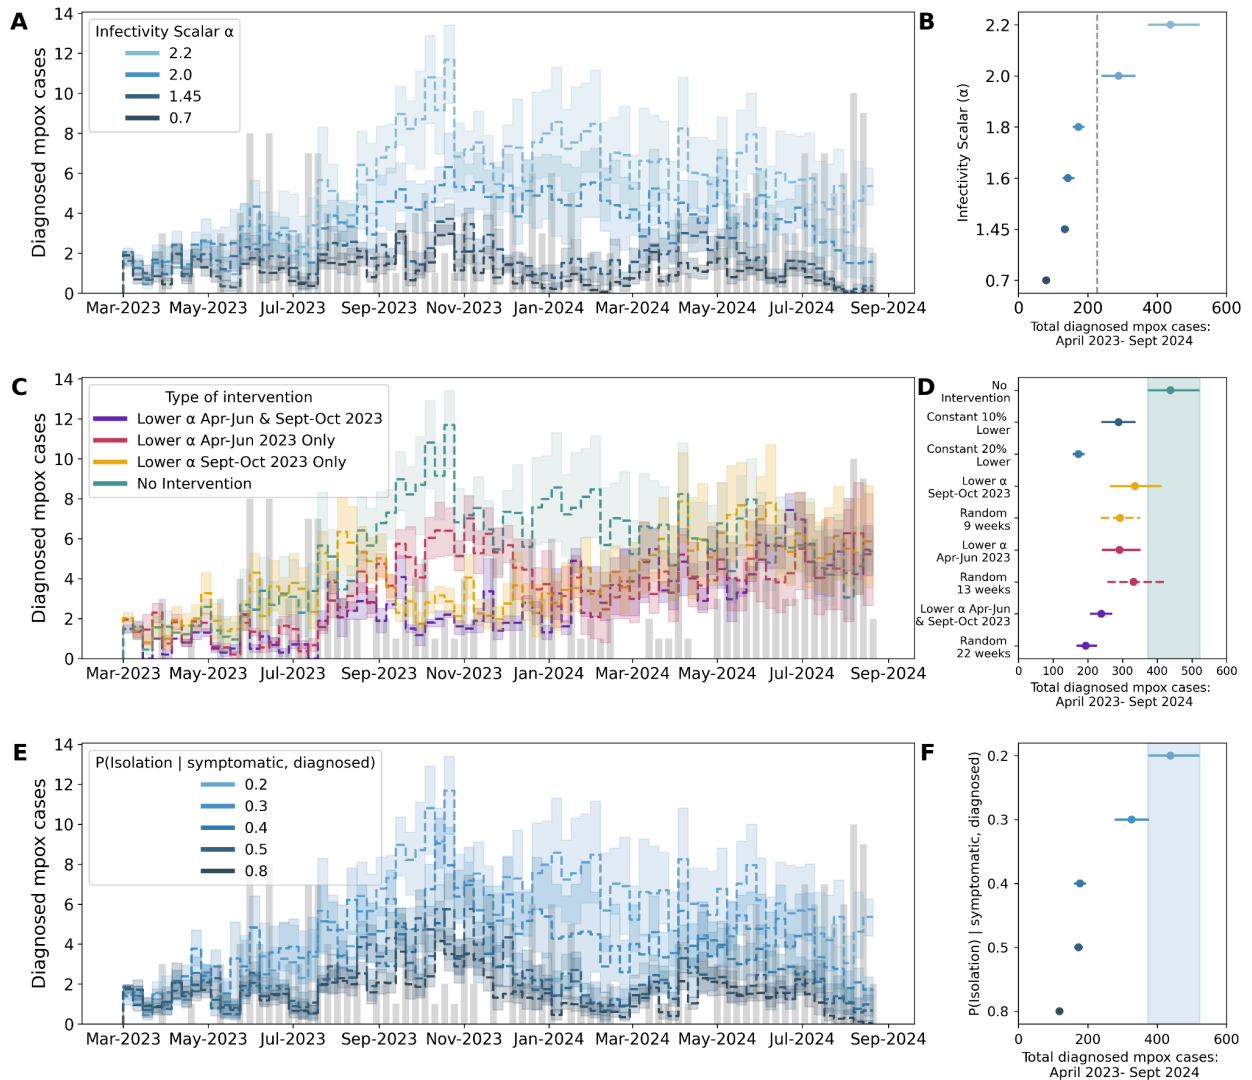 A
Infectivity Scalar α
2.2
2.0
1.45
0.7
Diagnosed mpox cases
14
12
10
8
6
4
2
0
Mar-2023 May-2023 Jul-2023 Sep-2023 Nov-2023 Jan-2024 Mar-2024 May-2024 Jul-2024 Sep-2024
B
Infectivity Scalar (α)
2.2
2.0
1.8
1.6
1.45
0.7
0 200 400 600
Total diagnosed mpox cases:
April 2023- Sept 2024
C
Type of intervention
Lower α Apr-Jun & Sept-Oct 2023
Lower α Apr-Jun 2023 Only
Lower α Sept-Oct 2023 Only
No Intervention
Diagnosed mpox cases
14
12
10
8
6
4
2
0
Mar-2023 May-2023 Jul-2023 Sep-2023 Nov-2023 Jan-2024 Mar-2024 May-2024 Jul-2024 Sep-2024
D
No
Intervention
Constant 10%
Lower
Constant 20%
Lower
Lower α
Sept-Oct 2023
Random
9 weeks
Lower α
Apr-Jun 2023
Random
13 weeks
Lower α Apr-Jun
& Sept-Oct 2023
Random
22 weeks
0 100 200 300 400 500 600
Total diagnosed mpox cases:
April 2023- Sept 2024
E
P(Isolation | symptomatic, diagnosed)
0.2
0.3
0.4
0.5
0.8
Diagnosed mpox cases
14
12
10
8
6
4
2
0
Mar-2023 May-2023 Jul-2023 Sep-2023 Nov-2023 Jan-2024 Mar-2024 May-2024 Jul-2024 Sep-2024
F
P(Isolation) | symptomatic, diagnosed)
0.2
0.3
0.4
0.5
0.8
0 200 400 600
Total diagnosed mpox cases:
April 2023- Sept 2024